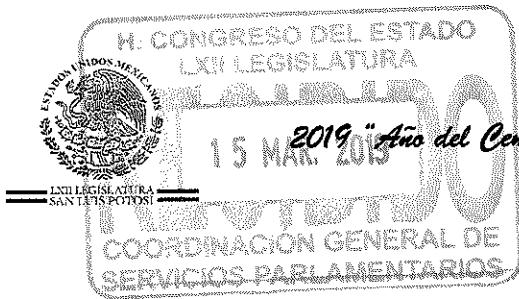 H. CONGRESO DEL ESTADO
LXII LEGISLATURA
ESTADOS UNIDOS MEXICANOS
15 MAR. 2019
2019 "Año del Cen
LXII LEGISLATURA
SAN LUIS POTOSÍ
RECIBIDO
COORDINACIÓN GENERAL DE
SERVICIOS PARLAMENTARIOS